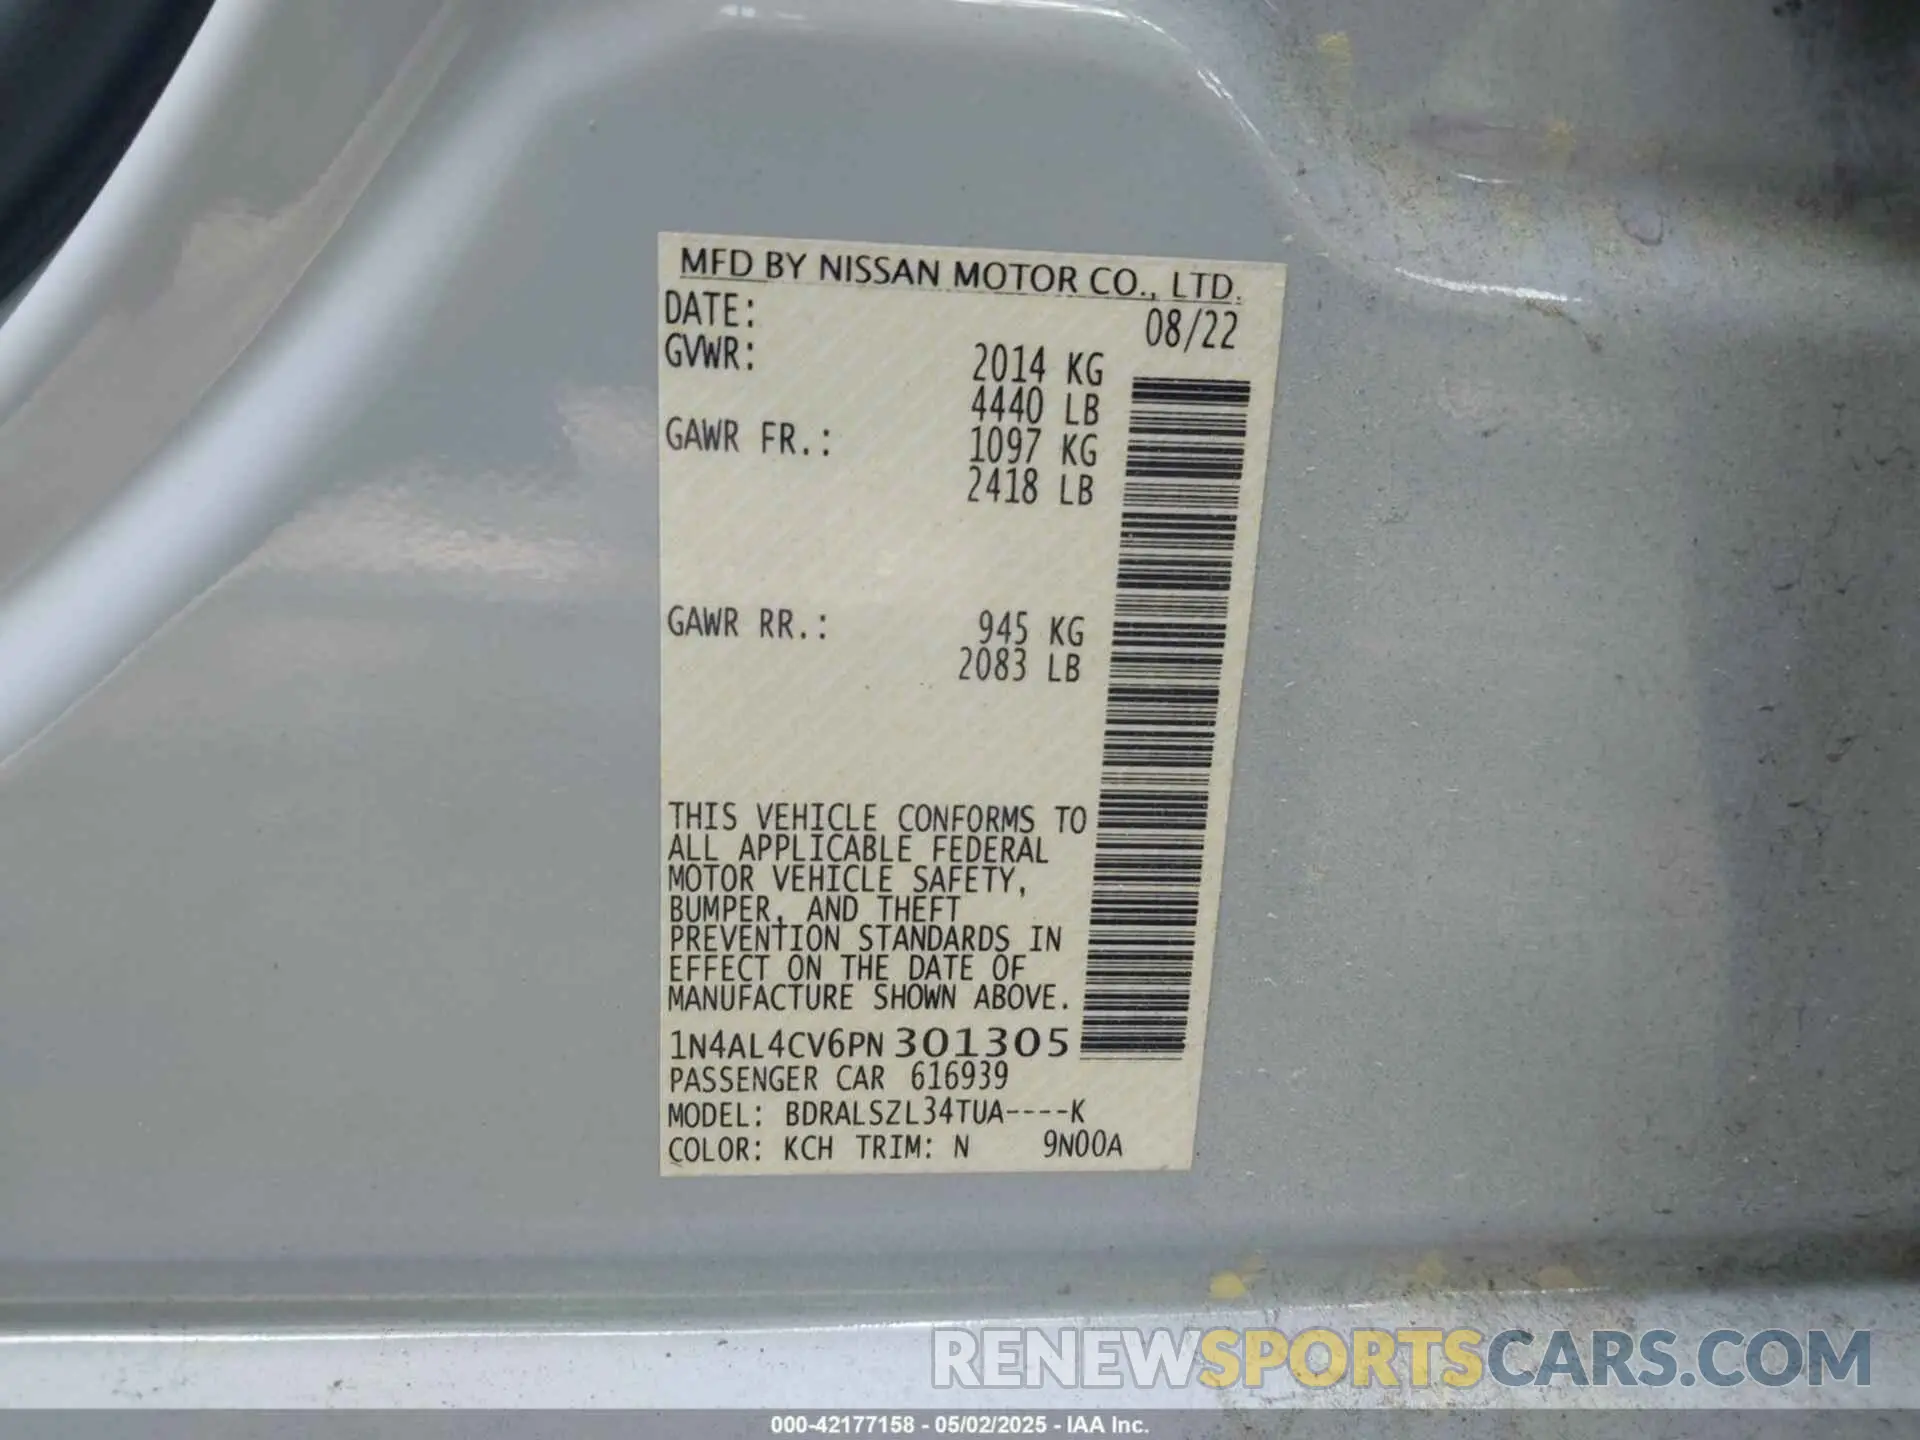 MFD BY NISSAN MOTOR CO., LTD.
DATE: 08/22
GVWR: 2014 KG
4440 LB
GAWR FR.: 1097 KG
2418 LB
GAWR RR.: 945 KG
2083 LB
THIS VEHICLE CONFORMS TO
ALL APPLICABLE FEDERAL
MOTOR VEHICLE SAFETY,
BUMPER, AND THEFT
PREVENTION STANDARDS IN
EFFECT ON THE DATE OF
MANUFACTURE SHOWN ABOVE.
1N4AL4CV6PN301305
PASSENGER CAR 616939
MODEL: BDRALSZL34TUA----K
COLOR: KCH TRIM: N 9N00A
RENEWSPORTSCARS.COM
000-42177158 - 05/02/2025 - IAA Inc.